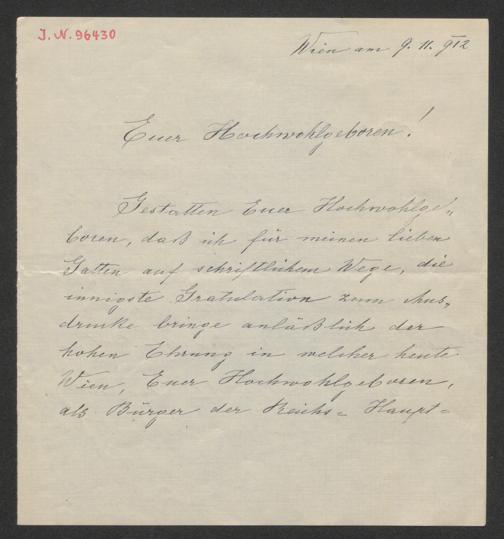 J. N. 96430
Wien am 9. 11. 912
Euer Hochwohlgeboren!
Gestatten Euer Hochwohlge„
boren, daß ich für meinen lieben
Gatten auf schriftlichem Wege, die
innigste Gratulation zum Aus„
drucke bringe anläßlich der
hohen Ehrung in welcher heute
Wien, Euer Hochwohlgeboren,
als Bürger der Reichs= Haupt=